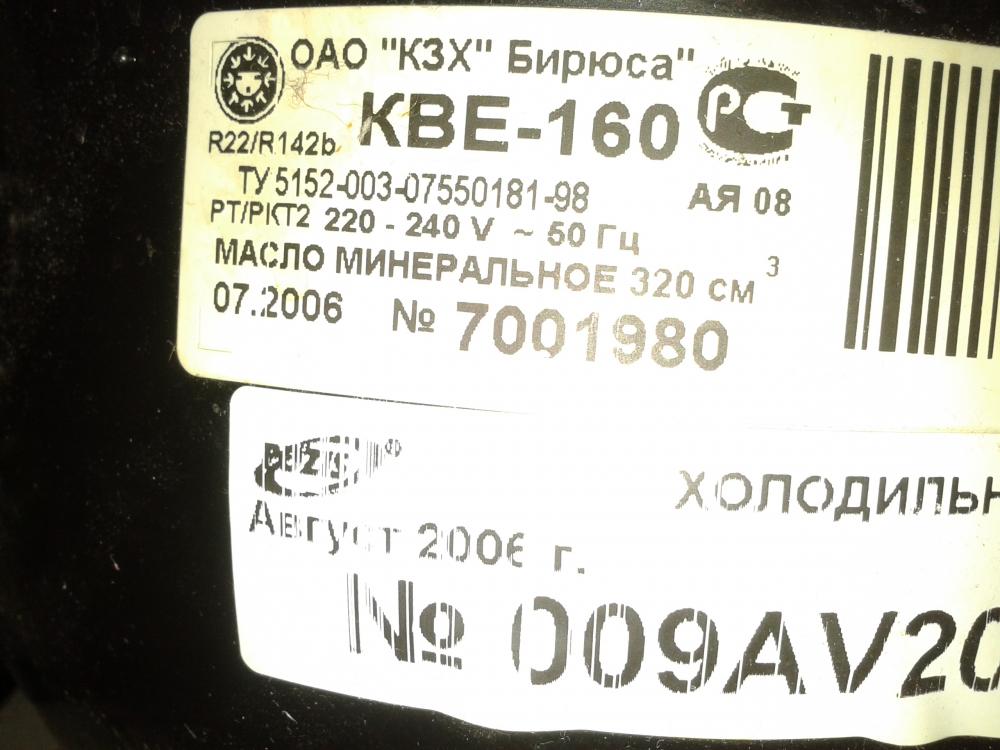 ОАО "КЗХ" Бирюса"
R22/R142b КВЕ-160
РСТ
ТУ 5152-003-07550181-98 АЯ 08
РТ/РКТ2 220 - 240 V ~ 50 Гц
МАСЛО МИНЕРАЛЬНОЕ 320 см³
07.2006 № 7001980
ХОЛОДИЛЬН
Август 2006 г.
№ 009AV20